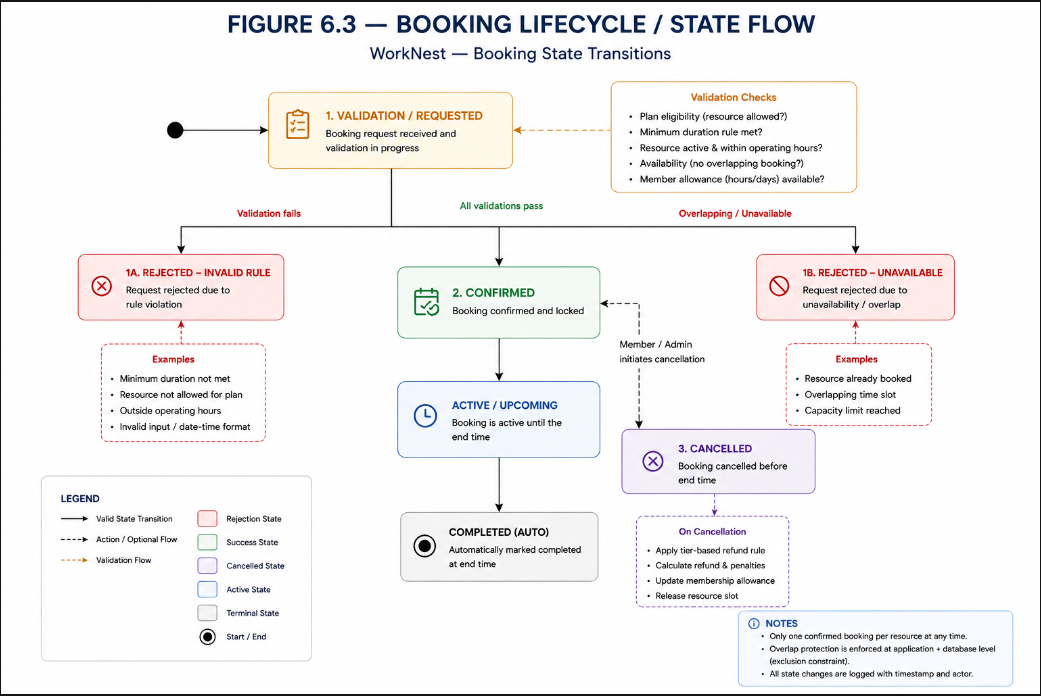 FIGURE 6.3 — BOOKING LIFECYCLE / STATE FLOW
WorkNest — Booking State Transitions
1. VALIDATION / REQUESTED
Booking request received and
validation in progress
Validation Checks
• Plan eligibility (resource allowed?)
• Minimum duration rule met?
• Resource active & within operating hours?
• Availability (no overlapping booking?)
• Member allowance (hours/days) available?
Validation fails
All validations pass
Overlapping / Unavailable
1A. REJECTED – INVALID RULE
Request rejected due to
rule violation
2. CONFIRMED
Booking confirmed and locked
1B. REJECTED – UNAVAILABLE
Request rejected due to
unavailability / overlap
Member / Admin
initiates cancellation
Examples
• Minimum duration not met
• Resource not allowed for plan
• Outside operating hours
• Invalid input / date-time format
Examples
• Resource already booked
• Overlapping time slot
• Capacity limit reached
ACTIVE / UPCOMING
Booking is active until the
end time
3. CANCELLED
Booking cancelled before
end time
COMPLETED (AUTO)
Automatically marked completed
at end time
On Cancellation
• Apply tier-based refund rule
• Calculate refund & penalties
• Update membership allowance
• Release resource slot
LEGEND
Valid State Transition
Action / Optional Flow
Validation Flow
Rejection State
Success State
Cancelled State
Active State
Terminal State
Start / End
NOTES
• Only one confirmed booking per resource at any time.
• Overlap protection is enforced at application + database level
(exclusion constraint).
• All state changes are logged with timestamp and actor.